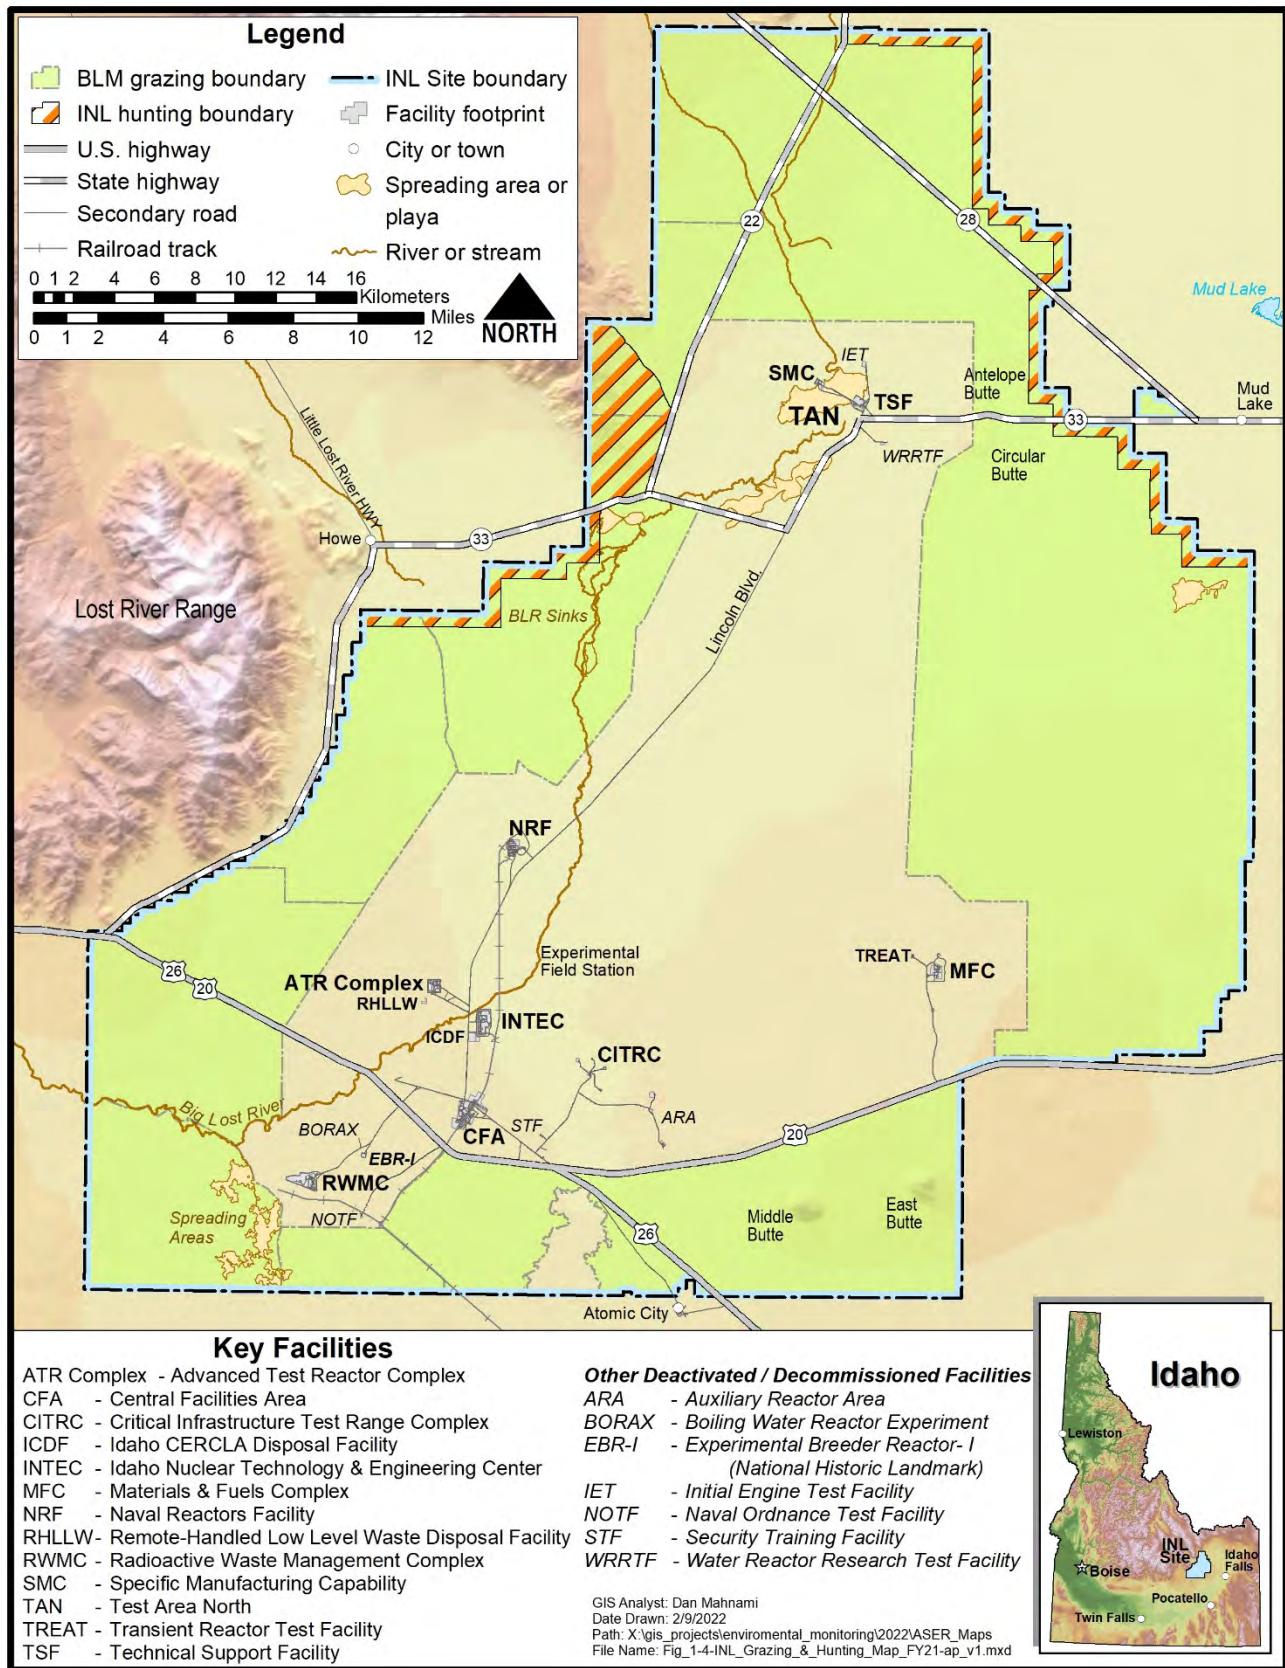 Legend
BLM grazing boundary
INL hunting boundary
U.S. highway
State highway
Secondary road
Railroad track
INL Site boundary
Facility footprint
City or town
Spreading area or
playa
River or stream
0 1 2 4 6 8 10 12 14 16
Kilometers
Miles
0 1 2 4 6 8 10 12
NORTH
22
28
Mud Lake
IET
SMC
TSF
TAN
Antelope
Butte
Mud
Lake
33
WRRTF
Circular
Butte
Little Lost River HWY
Howe
33
Lost River Range
BLR Sinks
Lincoln Blvd.
NRF
Experimental
Field Station
TREAT
MFC
26
20
ATR Complex
RHLLW
ICDF
INTEC
CITRC
Big Lost River
BORAX
EBR-I
CFA
STF
ARA
20
RWMC
NOTF
Spreading
Areas
Middle
Butte
East
Butte
26
Atomic City
Key Facilities
ATR Complex - Advanced Test Reactor Complex
CFA - Central Facilities Area
CITRC - Critical Infrastructure Test Range Complex
ICDF - Idaho CERCLA Disposal Facility
INTEC - Idaho Nuclear Technology & Engineering Center
MFC - Materials & Fuels Complex
NRF - Naval Reactors Facility
RHLLW - Remote-Handled Low Level Waste Disposal Facility
RWMC - Radioactive Waste Management Complex
SMC - Specific Manufacturing Capability
TAN - Test Area North
TREAT - Transient Reactor Test Facility
TSF - Technical Support Facility
Other Deactivated / Decommissioned Facilities
ARA - Auxiliary Reactor Area
BORAX - Boiling Water Reactor Experiment
EBR-I - Experimental Breeder Reactor- I
(National Historic Landmark)
IET - Initial Engine Test Facility
NOTF - Naval Ordnance Test Facility
STF - Security Training Facility
WRRTF - Water Reactor Research Test Facility
GIS Analyst: Dan Mahnami
Date Drawn: 2/9/2022
Path: X:\gis_projects\enviromental_monitoring\2022\ASER_Maps
File Name: Fig_1-4-INL_Grazing_&_Hunting_Map_FY21-ap_v1.mxd
Idaho
Lewiston
INL
Site
Idaho
Falls
Boise
Pocatello
Twin Falls